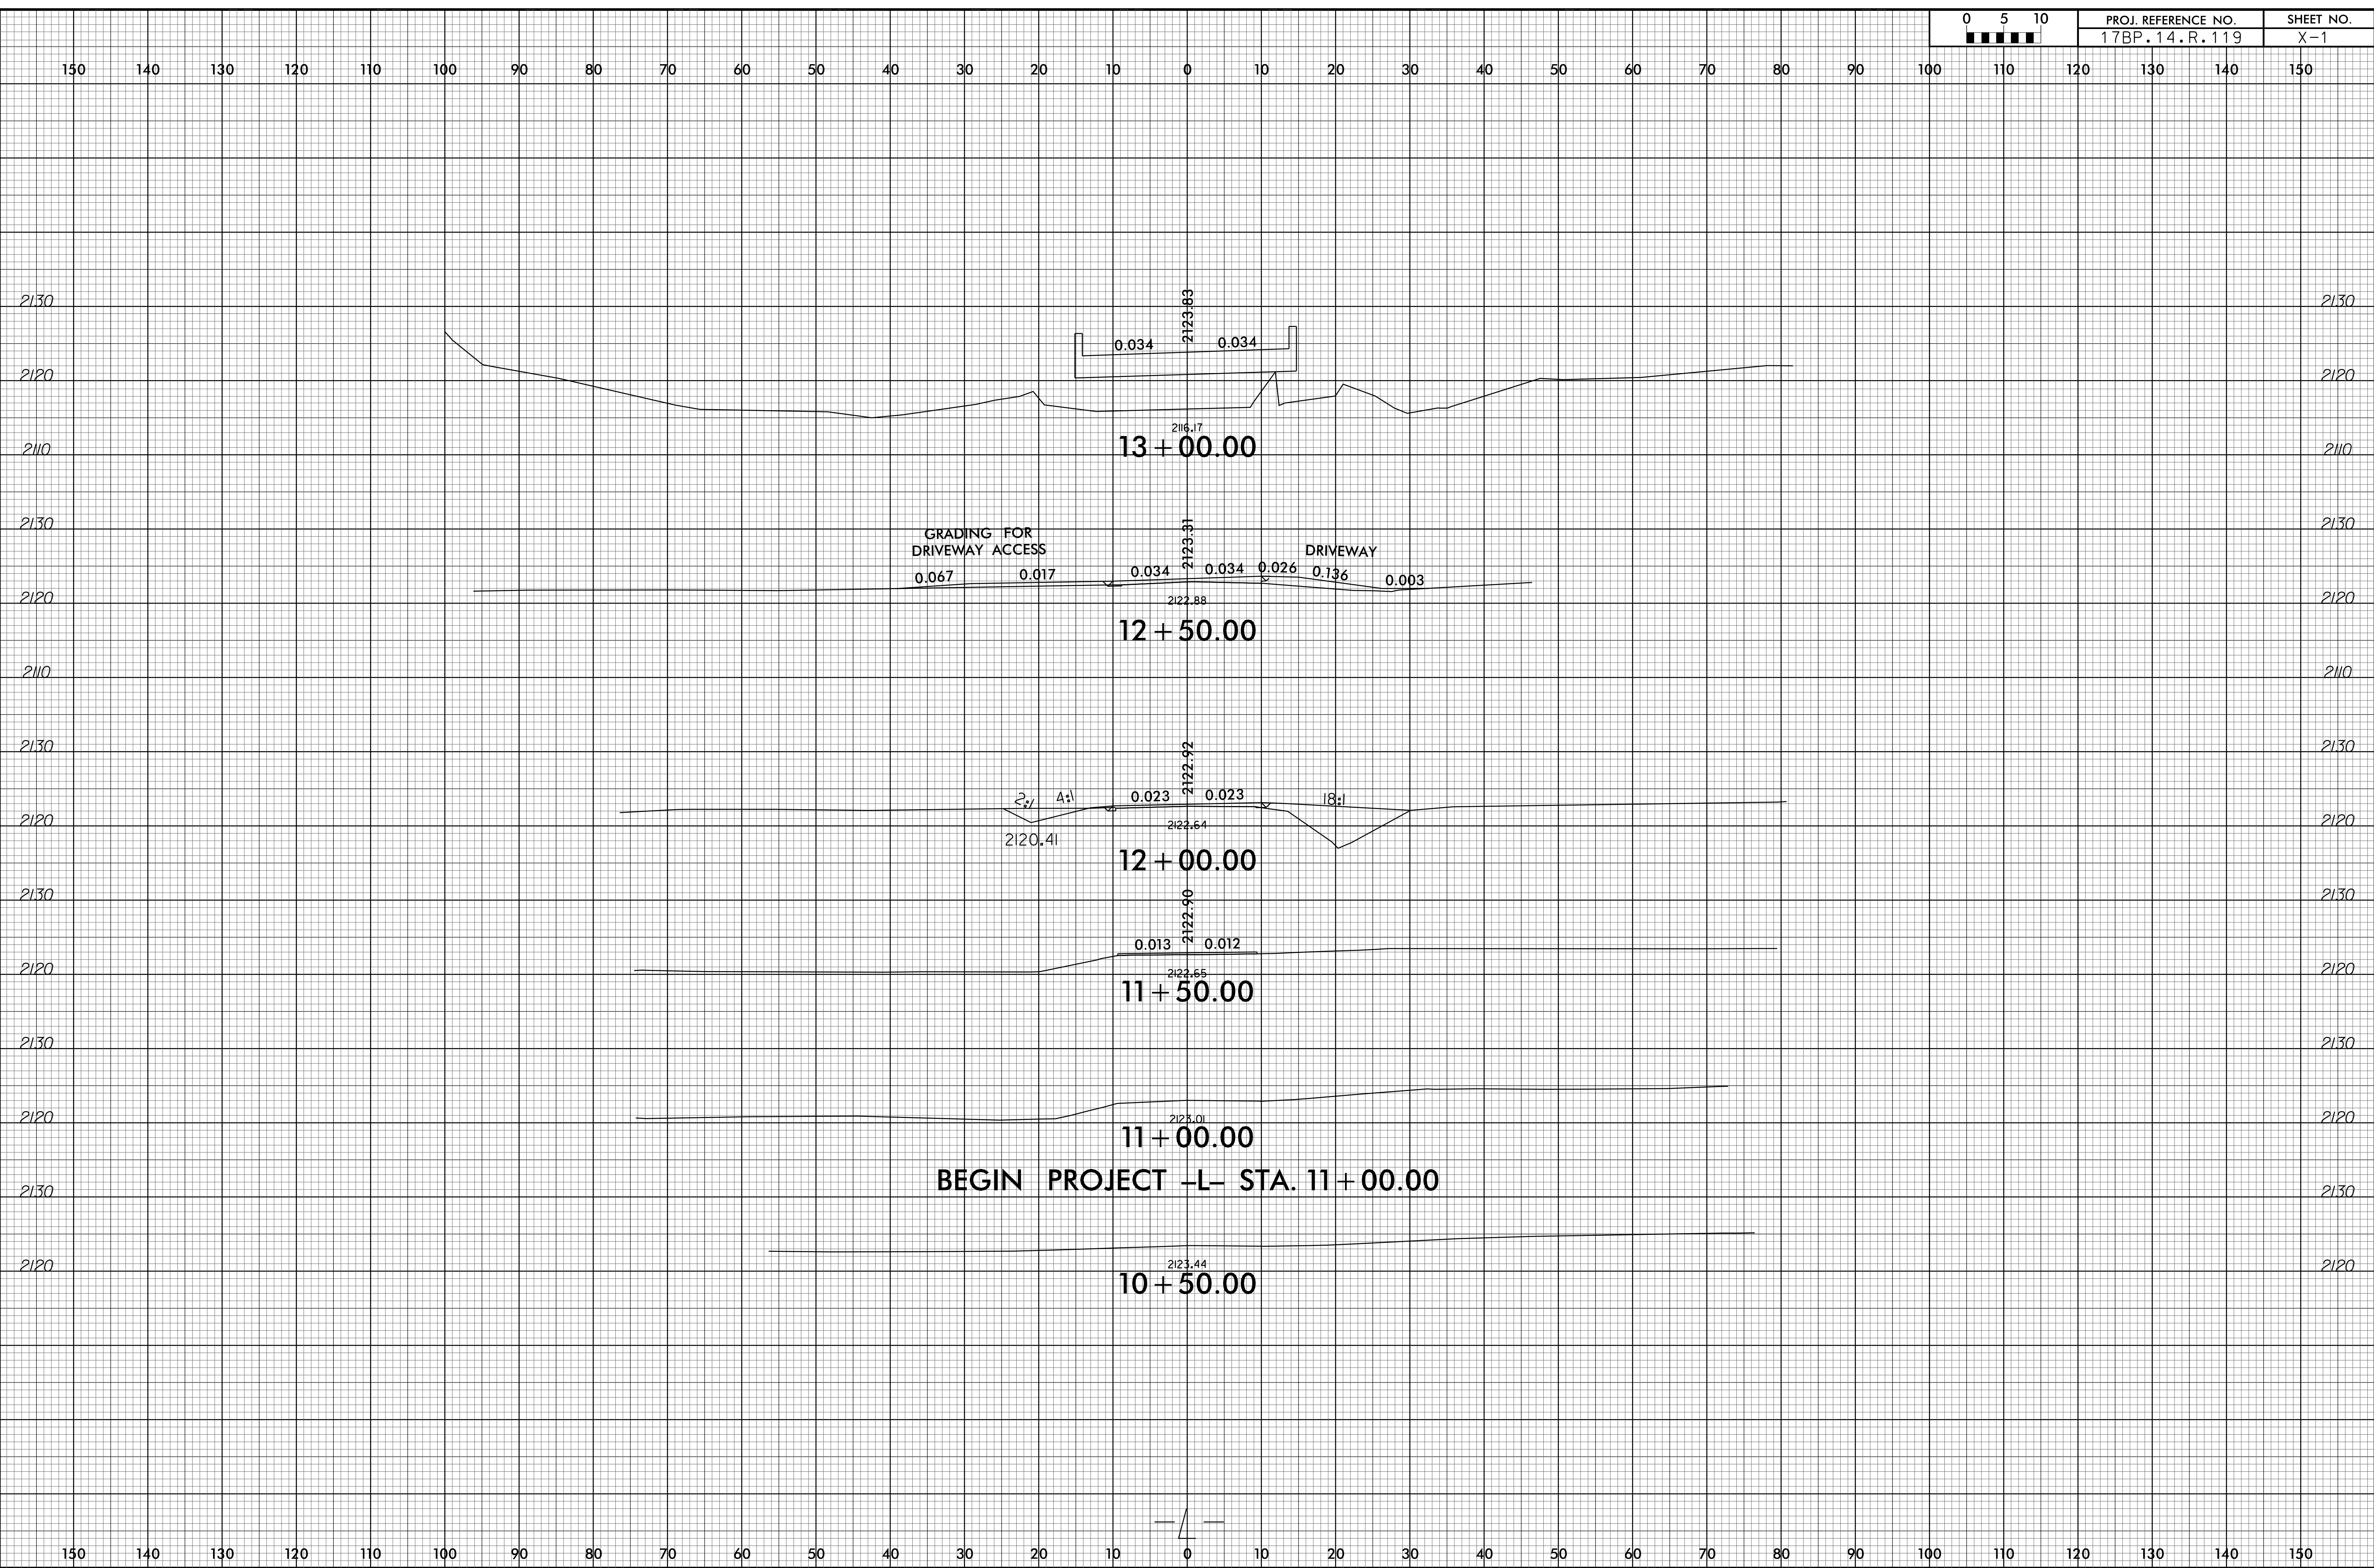 0 5 10 PROJ. REFERENCE NO. SHEET NO.
17BP.14.R.119 X-1
150 140 130 120 110 100 90 80 70 60 50 40 30 20 10 0 10 20 30 40 50 60 70 80 90 100 110 120 130 140 150
2130 2123.83 2130
0.034 0.034
2120 2120
2116.17
2110 13+00.00 2110
2130 2123.31 2130
GRADING FOR
DRIVEWAY ACCESS DRIVEWAY
0.067 0.017 0.034 0.034 0.026 0.136 0.003
2120 2122.88 2120
12+50.00
2110 2110
2130 2122.92 2130
2:1 4:1 0.023 0.023 18:1
2120 2122.64 2120
2120.41
12+00.00
2130 2122.90 2130
0.013 0.012
2120 2122.65 2120
11+50.00
2130 2130
2120 2123.01 2120
11+00.00
BEGIN PROJECT -L- STA. 11+00.00
2130 2130
2120 2123.44 2120
10+50.00
-L-
150 140 130 120 110 100 90 80 70 60 50 40 30 20 10 0 10 20 30 40 50 60 70 80 90 100 110 120 130 140 150